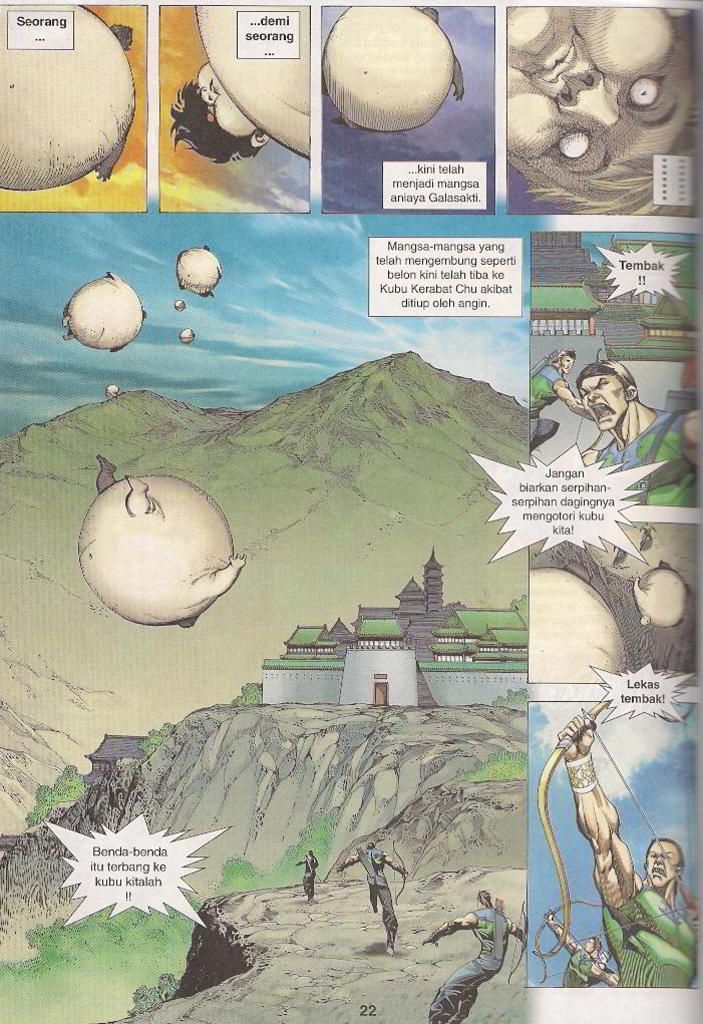 Seorang
...
...demi
seorang
...
...kini telah
menjadi mangsa
aniaya Galasakti.
Mangsa-mangsa yang
telah mengembung seperti
belon kini telah tiba ke
Kubu Kerabat Chu akibat
ditiup oleh angin.
Tembak
!!
Jangan
biarkan serpihan-
serpihan dagingnya
mengotori kubu
kita!
Lekas
tembak!
Benda-benda
itu terbang ke
kubu kitalah
!!
22